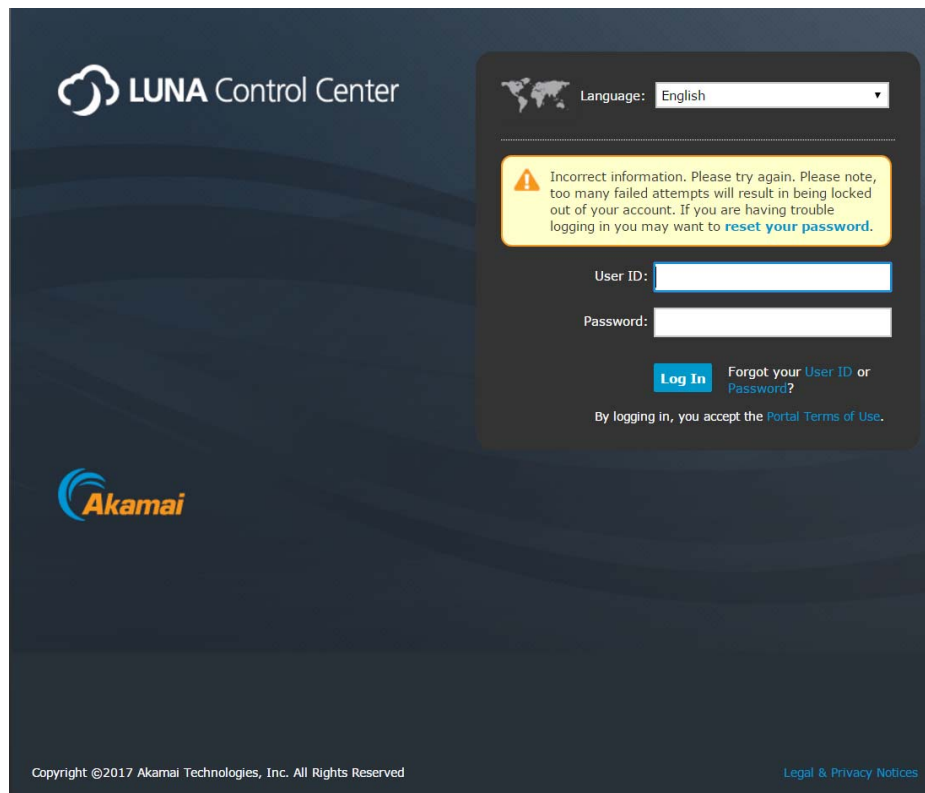 LUNA Control Center
Language: English
Incorrect information. Please try again. Please note,
too many failed attempts will result in being locked
out of your account. If you are having trouble
logging in you may want to reset your password.
User ID:
Password:
Log In
Forgot your User ID or
Password?
By logging in, you accept the Portal Terms of Use.
Akamai
Copyright ©2017 Akamai Technologies, Inc. All Rights Reserved
Legal & Privacy Notices